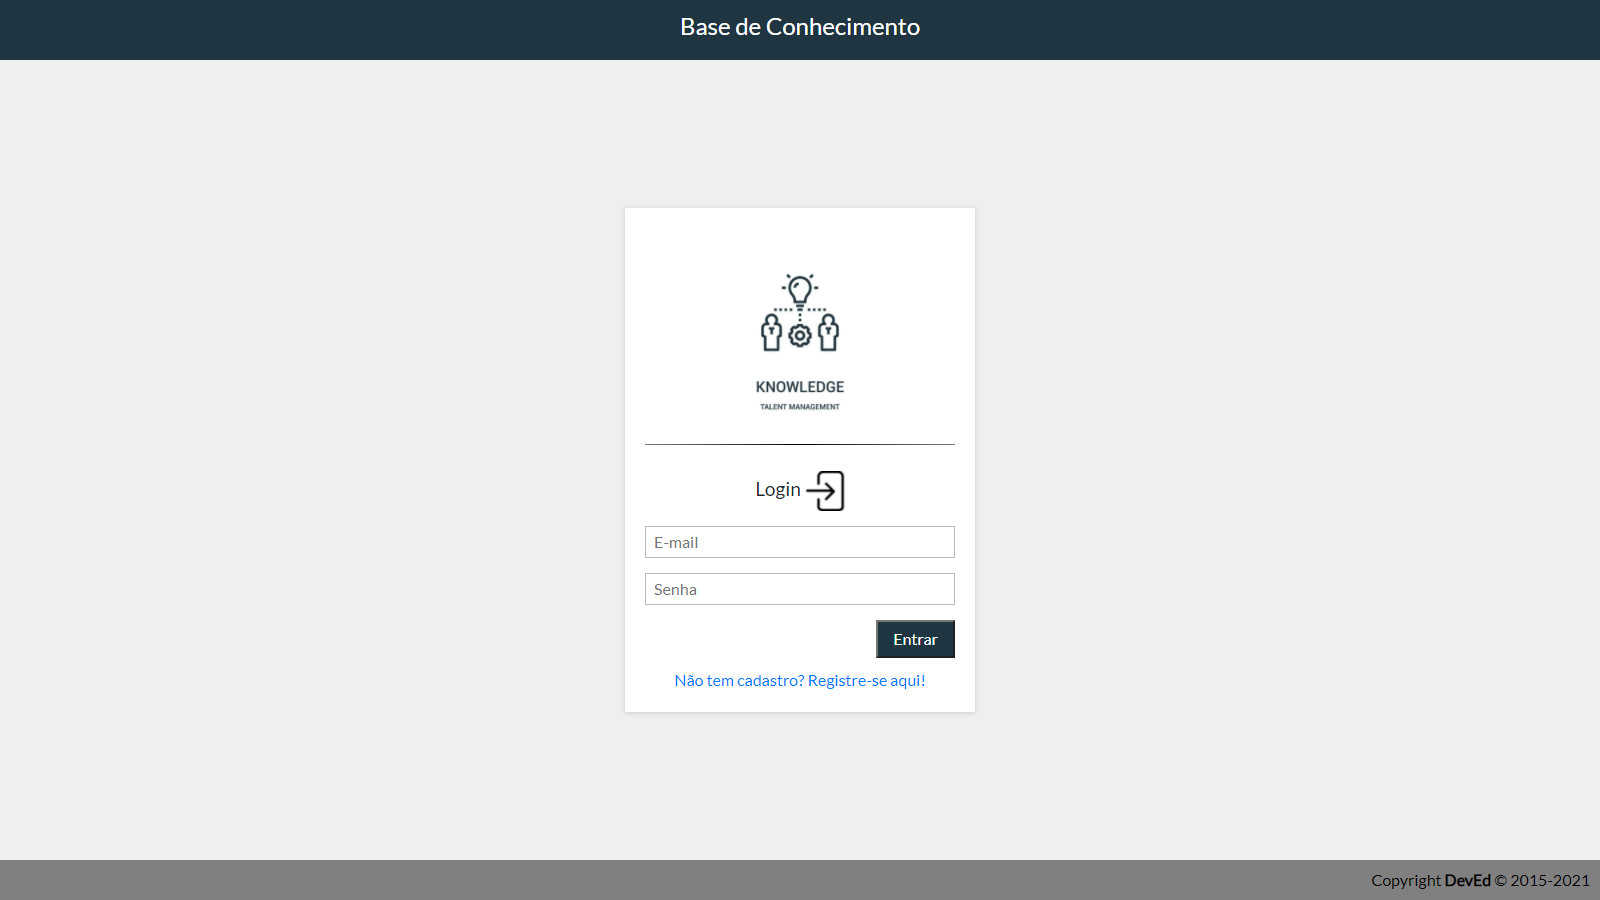 Base de Conhecimento
KNOWLEDGE
TALENT MANAGEMENT
Login
E-mail
Senha
Entrar
Não tem cadastro? Registre-se aqui!
Copyright DevEd © 2015-2021